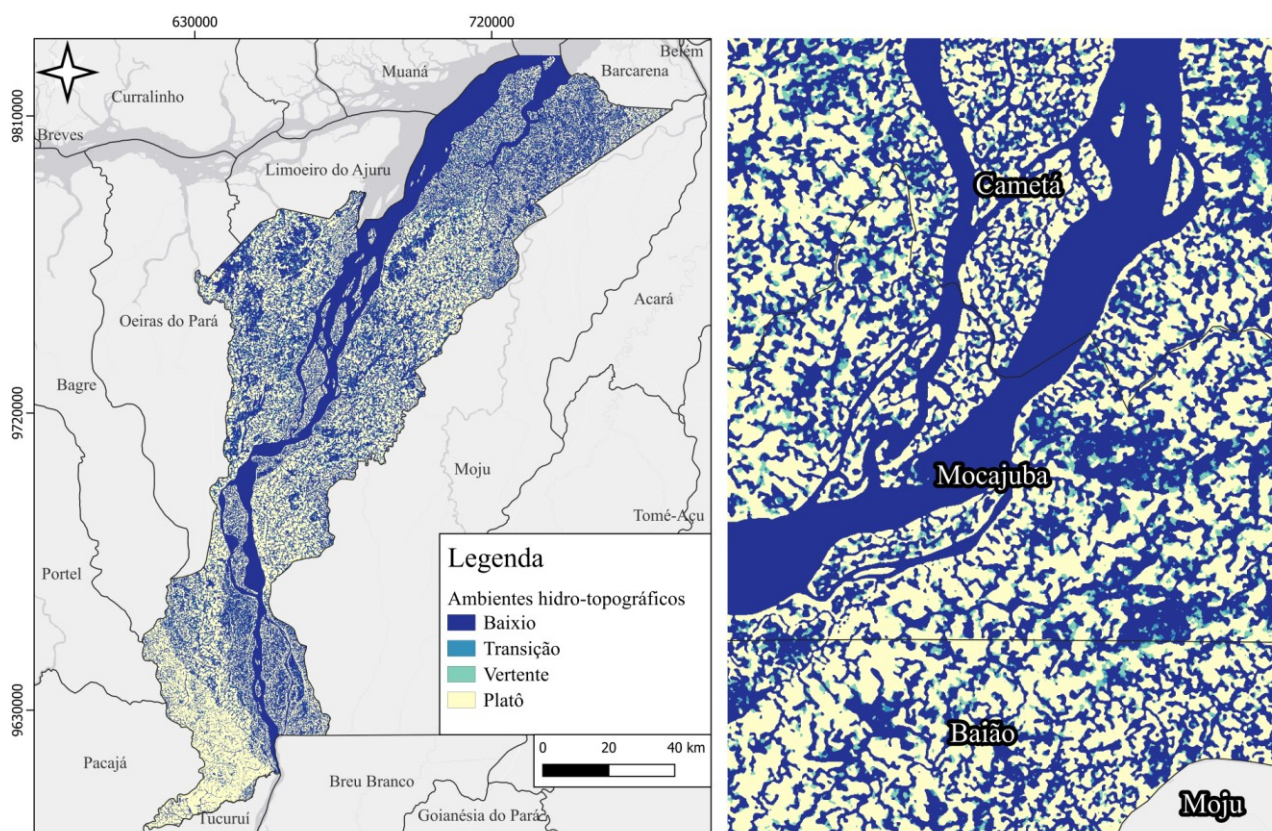 630000
720000
Belém
Muaná
Barcarena
Curralinho
9810000
Breves
Limoeiro do Ajuru
Cametá
Acará
Oeiras do Pará
Bagre
9720000
Moju
Mocajuba
Tomé-Açu
Portel
Legenda
Ambientes hidro-topográficos
Baixio
Transição
Vertente
Platô
9630000
0 20 40 km
Baião
Pacajá
Breu Branco
Moju
Tucuruí
Goianésia do Pará